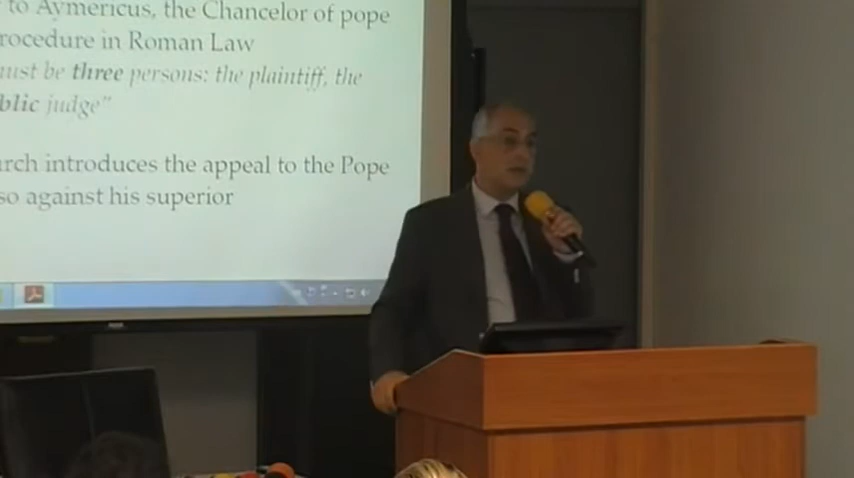 to Aymericus, the Chancelor of pope
rocedure in Roman Law
ust be three persons: the plaintiff, the
blic judge”
rch introduces the appeal to the Pope
so against his superior